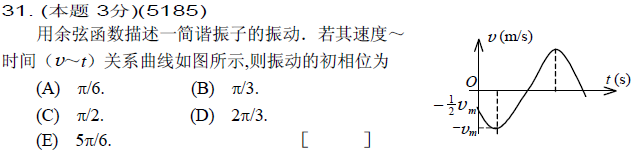 31. (本题 3分)(5185)
用余弦函数描述一简谐振子的振动．若其速度～
时间（v～t）关系曲线如图所示,则振动的初相位为
(A) π/6. (B) π/3.
(C) π/2. (D) 2π/3.
(E) 5π/6. [ ]
v (m/s)
O
t (s)
-½vm
-vm